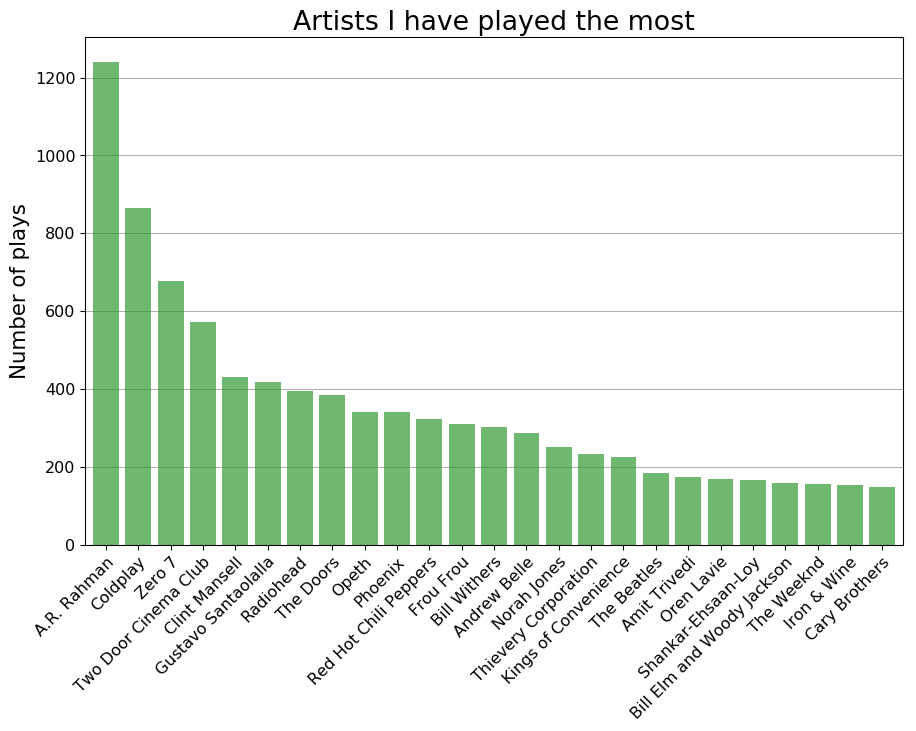 Artists I have played the most
Number of plays
1200
1000
800
600
400
200
0
A.R. Rahman
Coldplay
Zero 7
Two Door Cinema Club
Clint Mansell
Gustavo Santaolalla
Radiohead
The Doors
Opeth
Phoenix
Red Hot Chili Peppers
Frou Frou
Bill Withers
Andrew Belle
Norah Jones
Thievery Corporation
Kings of Convenience
The Beatles
Amit Trivedi
Oren Lavie
Shankar-Ehsaan-Loy
Bill Elm and Woody Jackson
The Weeknd
Iron & Wine
Cary Brothers